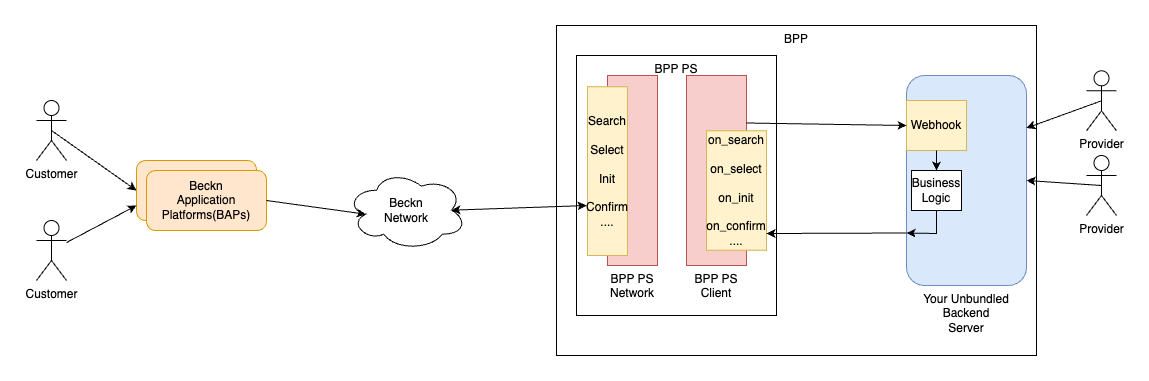 BPP
BPP PS
Search
Select
Init
Confirm
....
on_search
on_select
on_init
on_confirm
....
BPP PS
Network
BPP PS
Client
Webhook
Business
Logic
Your Unbundled
Backend
Server
Customer
Customer
Beckn
Application
Platforms(BAPs)
Beckn
Network
Provider
Provider